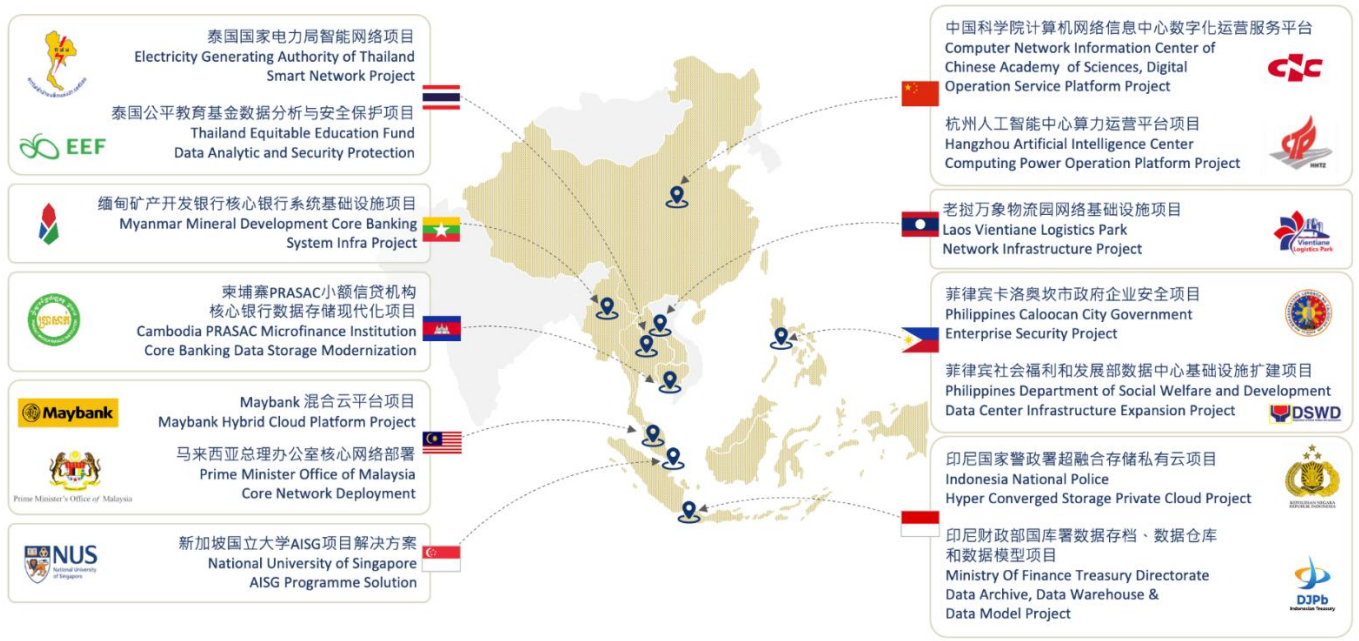 泰国国家电力局智能网络项目
Electricity Generating Authority of Thailand
Smart Network Project
泰国公平教育基金数据分析与安全保护项目
EEF
Thailand Equitable Education Fund
Data Analytic and Security Protection
缅甸矿产开发银行核心银行系统基础设施项目
Myanmar Mineral Development Core Banking
System Infra Project
柬埔寨PRASAC小额信贷机构
核心银行数据存储现代化项目
Cambodia PRASAC Microfinance Institution
Core Banking Data Storage Modernization
Maybank
Maybank 混合云平台项目
Maybank Hybrid Cloud Platform Project
马来西亚总理办公室核心网络部署
Prime Minister Office of Malaysia
Core Network Deployment
Prime Minister's Office of Malaysia
NUS
National University
of Singapore
新加坡国立大学AISG项目解决方案
National University of Singapore
AISG Programme Solution
中国科学院计算机网络信息中心数字化运营服务平台
Computer Network Information Center of
Chinese Academy of Sciences, Digital
Operation Service Platform Project
CNC
杭州人工智能中心算力运营平台项目
Hangzhou Artificial Intelligence Center
Computing Power Operation Platform Project
HHTZ
老挝万象物流园网络基础设施项目
Laos Vientiane Logistics Park
Network Infrastructure Project
Vientiane
Logistics Park
菲律宾卡洛奥坎市政府企业安全项目
Philippines Caloocan City Government
Enterprise Security Project
菲律宾社会福利和发展部数据中心基础设施扩建项目
Philippines Department of Social Welfare and Development
Data Center Infrastructure Expansion Project
DSWD
印尼国家警政署超融合存储私有云项目
Indonesia National Police
Hyper Converged Storage Private Cloud Project
KEPOLISIAN NEGARA
REPUBLIK INDONESIA
印尼财政部国库署数据存档、数据仓库
和数据模型项目
Ministry Of Finance Treasury Directorate
Data Archive, Data Warehouse &
Data Model Project
DJPb
Indonesian Treasury